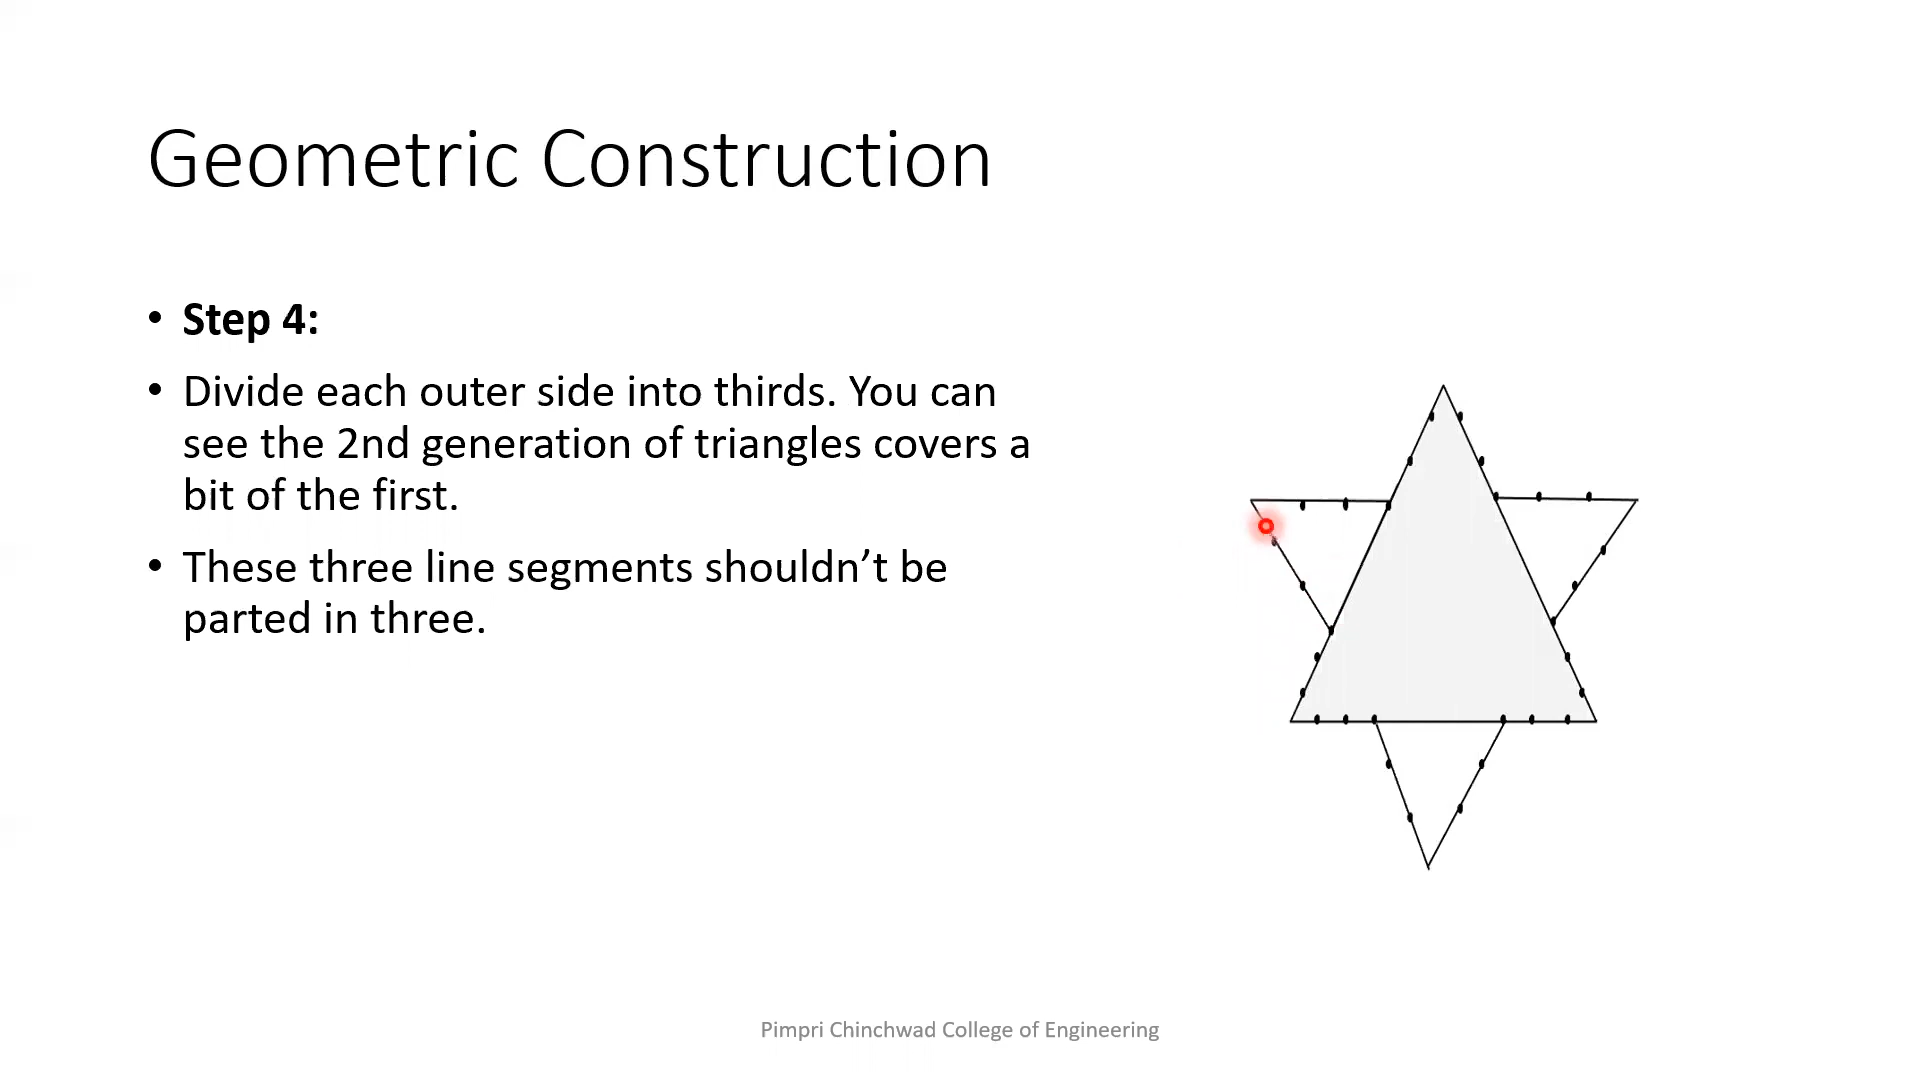 Geometric Construction
• Step 4:
• Divide each outer side into thirds. You can
see the 2nd generation of triangles covers a
bit of the first.
• These three line segments shouldn’t be
parted in three.
Pimpri Chinchwad College of Engineering